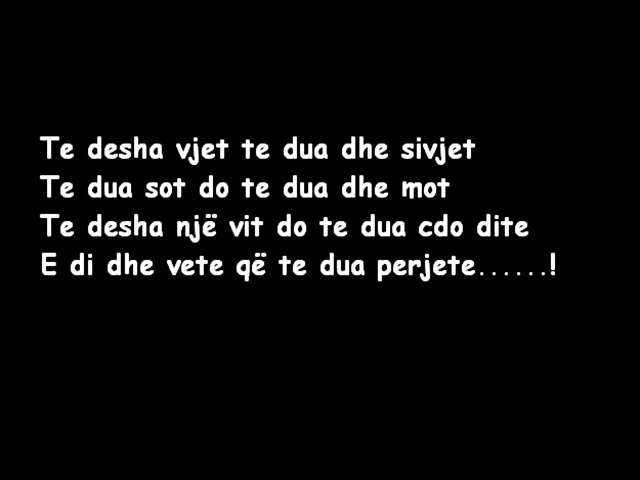 Te desha vjet te dua dhe sivjet
Te dua sot do te dua dhe mot
Te desha një vit do te dua cdo dite
E di dhe vete që te dua perjete......!